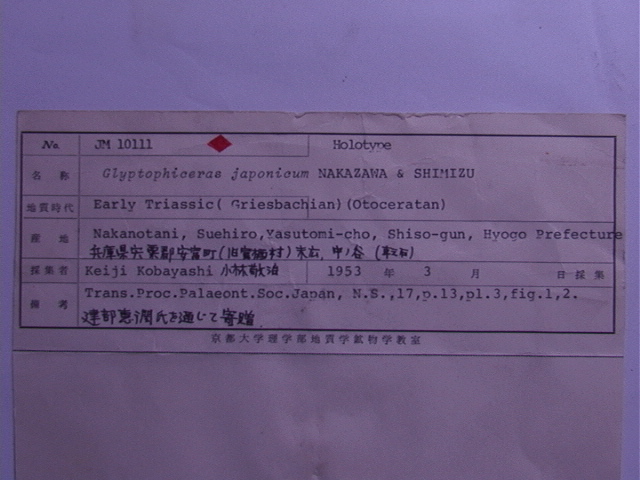 No. JM 10111 Holotype
名称 Glyptophiceras japonicum NAKAZAWA & SHIMIZU
地質時代 Early Triassic( Griesbachian)(Otoceratan)
産地 Nakanotani, Suehiro,Yasutomi-cho, Shiso-gun, Hyogo Prefecture
兵庫県宍粟郡安富町(旧富栖村)末広,中ノ谷
採集者 Keiji Kobayashi 小林敬治 1953 年 3 月 日採集
備考 Trans.Proc.Palaeont.Soc.Japan, N.S.,17,p.13,pl.3,fig.1,2.
建部恵潤氏を通じて寄贈
京都大学理学部地質学鉱物学教室